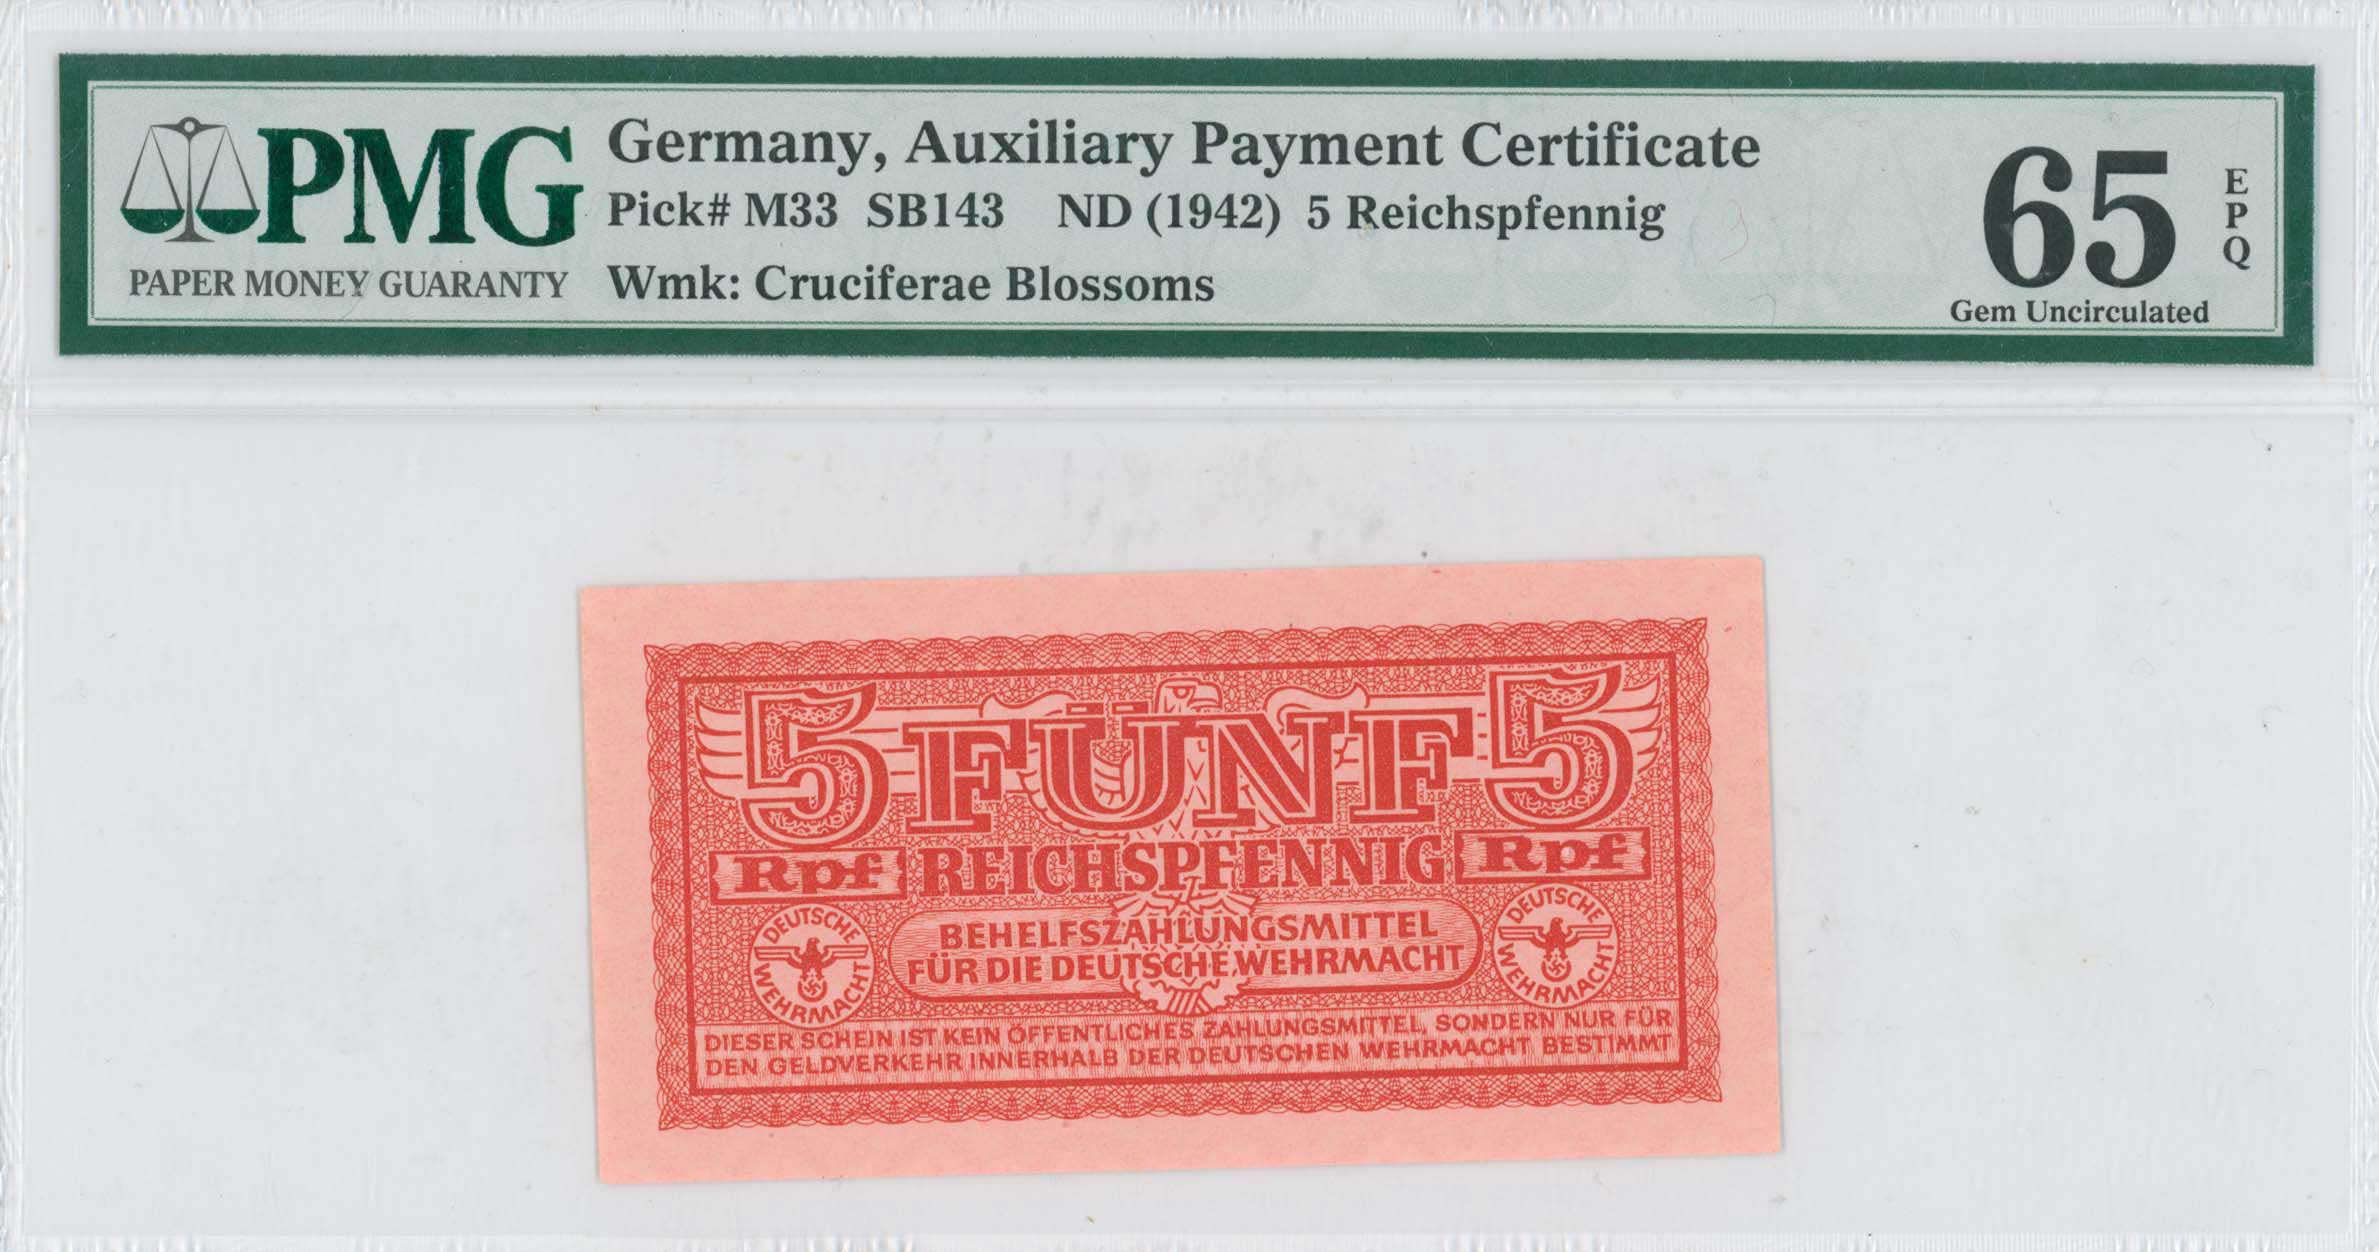 PMG
PAPER MONEY GUARANTY
Germany, Auxiliary Payment Certificate
Pick# M33 SB143 ND (1942) 5 Reichspfennig
Wmk: Cruciferae Blossoms
65
EPQ
Gem Uncirculated
5 FÜNF 5
Rpf REICHSPFENNIG Rpf
BEHELFSZAHLUNGSMITTEL
FÜR DIE DEUTSCHE WEHRMACHT
DEUTSCHE WEHRMACHT
DEUTSCHE WEHRMACHT
DIESER SCHEIN IST KEIN ÖFFENTLICHES ZAHLUNGSMITTEL, SONDERN NUR FÜR
DEN GELDVERKEHR INNERHALB DER DEUTSCHEN WEHRMACHT BESTIMMT